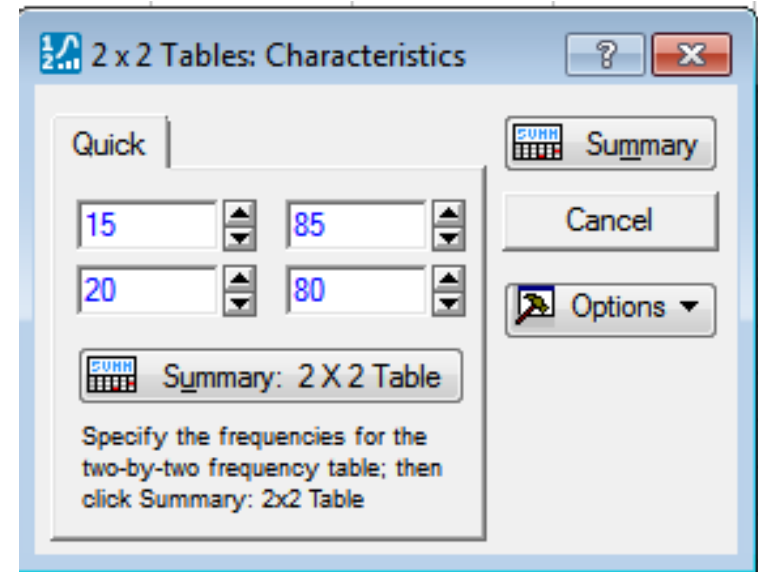 2 x 2 Tables: Characteristics
Quick
15 85
20 80
Summary: 2 X 2 Table
Specify the frequencies for the
two-by-two frequency table; then
click Summary: 2x2 Table
Summary
Cancel
Options